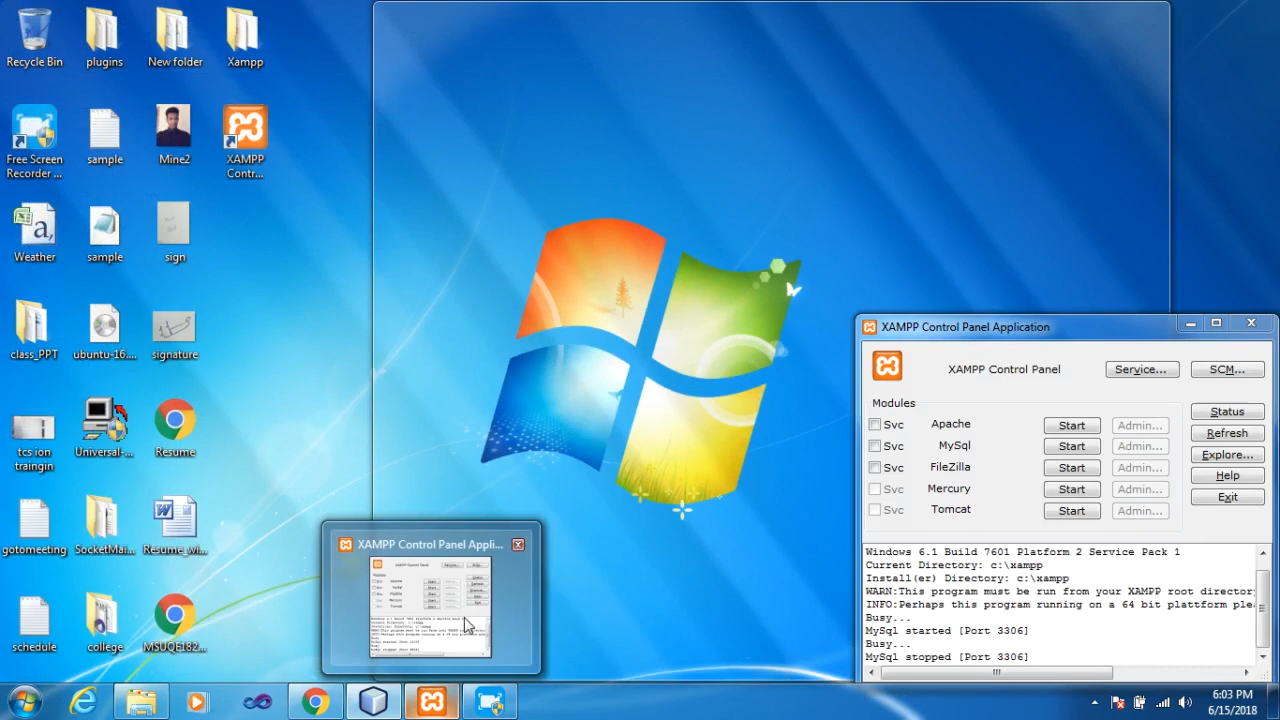 Recycle Bin
plugins
New folder
Xampp
Free Screen
Recorder ...
sample
Mine2
XAMPP
Contr...
Weather
sample
sign
class_PPT
ubuntu-16....
signature
tcs ion
traingin
Universal-...
Resume
gotomeeting
SocketMai...
Resume_wi...
schedule
college
XAMPP Control Panel Appli...
XAMPP Control Panel Application
XAMPP Control Panel
Service...
SCM...
Modules
Svc Apache Start Admin...
Svc MySql Start Admin...
Svc FileZilla Start Admin...
Svc Mercury Start Admin...
Svc Tomcat Start Admin...
Status
Refresh
Explore...
Help
Exit
Windows 6.1 Build 7601 Platform 2 Service Pack 1
Current Directory: c:\xampp
Install(er) Directory: c:\xampp
WARN:This program must be run from your XAMPP root director
INFO:Perhaps this program running on a 64 bit plattform ple
Busy...
MySql started [Port 3306]
Busy...
MySql stopped [Port 3306]
6:03 PM
6/15/2018